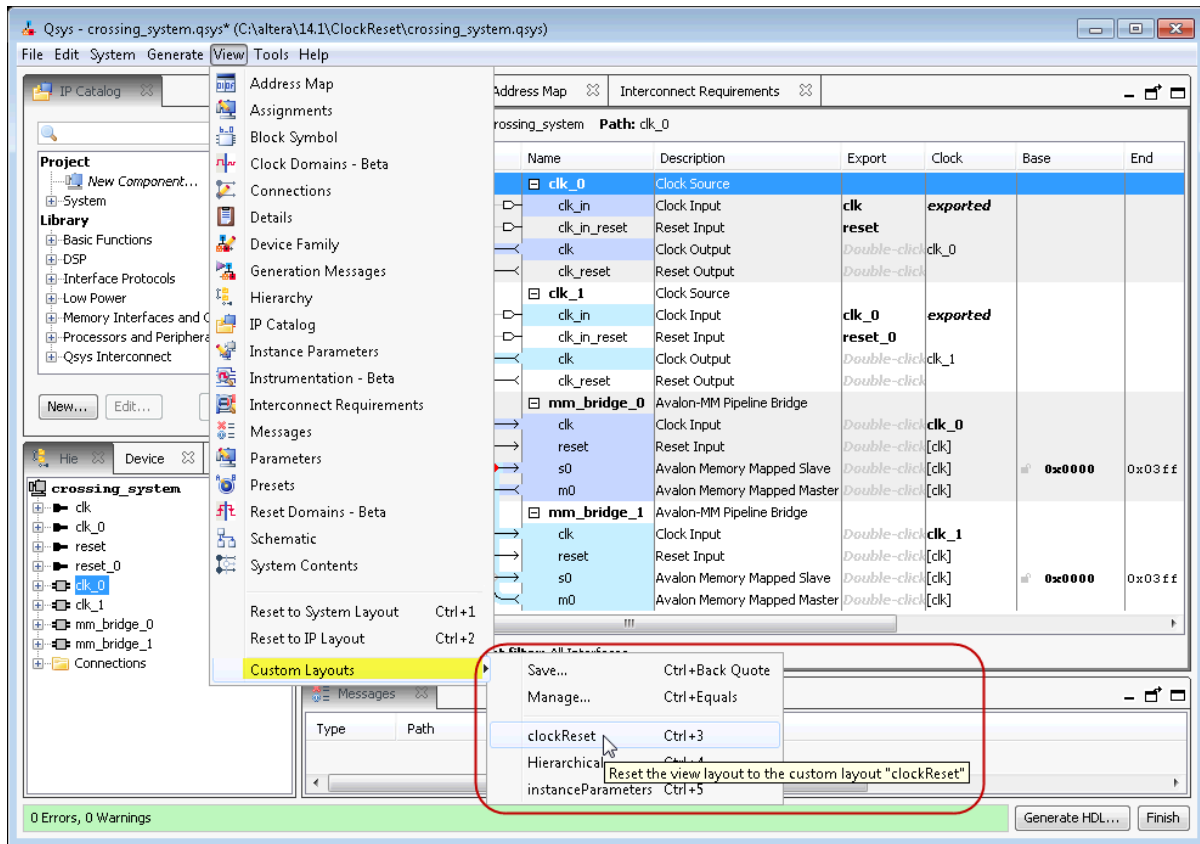 Qsys - crossing_system.qsys* (C:\altera\14.1\ClockReset\crossing_system.qsys)
File Edit System Generate View Tools Help
IP Catalog
Project
New Component...
System
Library
Basic Functions
DSP
Interface Protocols
Low Power
Memory Interfaces and
Processors and
Qsys Interconnect
New... Edit...
Hie Device
crossing_system
clk
clk_0
reset
reset_0
clk_0
clk_1
mm_bridge_0
mm_bridge_1
Connections
Address Map
Assignments
Block Symbol
Clock Domains - Beta
Connections
Details
Device Family
Generation Messages
Hierarchy
IP Catalog
Instance Parameters
Instrumentation - Beta
Interconnect Requirements
Messages
Parameters
Presets
Reset Domains - Beta
Schematic
System Contents
Reset to System Layout Ctrl+1
Reset to IP Layout Ctrl+2
Custom Layouts
Address Map Interconnect Requirements
Path: clk_0
Name Description Export Clock Base End
clk_0 Clock Source
clk_in Clock Input clk exported
clk_in_reset Reset Input reset
clk Clock Output Double-click clk_0
clk_reset Reset Output Double-click
clk_1 Clock Source
clk_in Clock Input clk_0 exported
clk_in_reset Reset Input reset_0
clk Clock Output Double-click clk_1
clk_reset Reset Output Double-click
mm_bridge_0 Avalon-MM Pipeline Bridge
clk Clock Input Double-click clk_0
reset Reset Input Double-click [clk]
s0 Avalon Memory Mapped Slave Double-click [clk] 0x0000 0x03ff
m0 Avalon Memory Mapped Master Double-click [clk]
mm_bridge_1 Avalon-MM Pipeline Bridge
clk Clock Input Double-click clk_1
reset Reset Input Double-click [clk]
s0 Avalon Memory Mapped Slave Double-click [clk] 0x0000 0x03ff
m0 Avalon Memory Mapped Master Double-click [clk]
Save... Ctrl+Back Quote
Manage... Ctrl+Equals
clockReset Ctrl+3
Hierarchical
Reset the view layout to the custom layout "clockReset"
instanceParameters Ctrl+5
Messages
Type Path
0 Errors, 0 Warnings Generate HDL... Finish